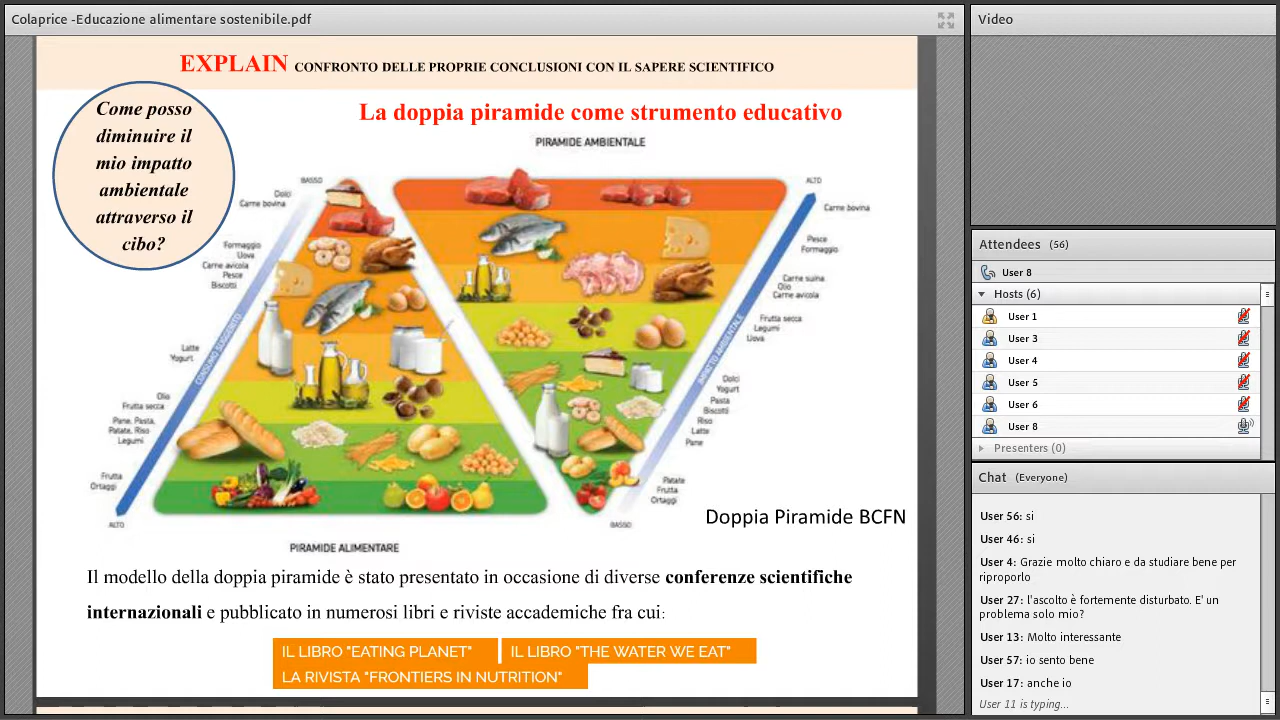 Colaprice -Educazione alimentare sostenibile.pdf
EXPLAIN CONFRONTO DELLE PROPRIE CONCLUSIONI CON IL SAPERE SCIENTIFICO
Come posso
diminuire il
mio impatto
ambientale
attraverso il
cibo?
La doppia piramide come strumento educativo
PIRAMIDE AMBIENTALE
BASSO
Dolci
Carne bovina
Formaggio
Uova
Carne avicola
Pesce
Biscotti
CONSUMO SUGGERITO
Latte
Yogurt
Olio
Frutta secca
Pane, Pasta,
Patate, Riso
Legumi
Frutta
Ortaggi
ALTO
ALTO
Carne bovina
Pesce
Formaggio
Carne suina
Olio
Carne avicola
Frutta secca
Legumi
Uova
IMPATTO AMBIENTALE
Dolci
Yogurt
Pasta
Biscotti
Riso
Latte
Pane
Patate
Frutta
Ortaggi
BASSO
Doppia Piramide BCFN
PIRAMIDE ALIMENTARE
Il modello della doppia piramide è stato presentato in occasione di diverse conferenze scientifiche
internazionali e pubblicato in numerosi libri e riviste accademiche fra cui:
IL LIBRO "EATING PLANET"
IL LIBRO "THE WATER WE EAT"
LA RIVISTA "FRONTIERS IN NUTRITION"
Video
Attendees (56)
User 8
Hosts (6)
User 1
User 3
User 4
User 5
User 6
User 8
Presenters (0)
Chat (Everyone)
User 56: si
User 46: si
User 4: Grazie molto chiaro e da studiare bene per
riproporlo
User 27: l'ascolto è fortemente disturbato. E' un
problema solo mio?
User 13: Molto interessante
User 57: io sento bene
User 17: anche io
User 11 is typing...